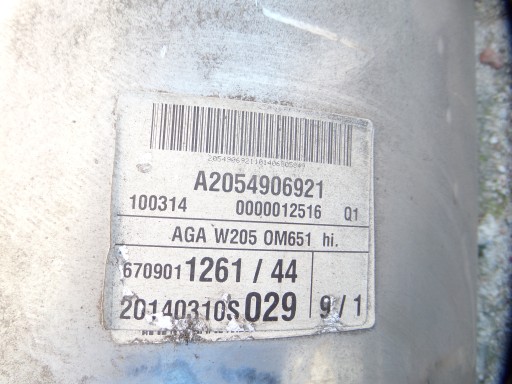 A2054906921
100314 0000012516 Q1
AGA W205 OM651 hi.
670901 1261 / 44
20140310S 029 9 / 1